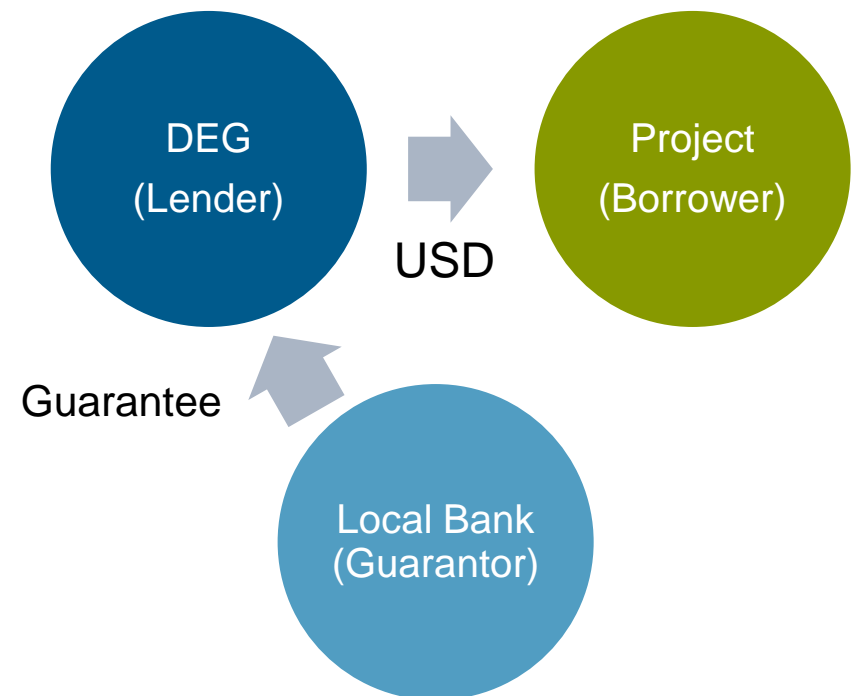 DEG
(Lender)
Project
(Borrower)
USD
Guarantee
Local Bank
(Guarantor)